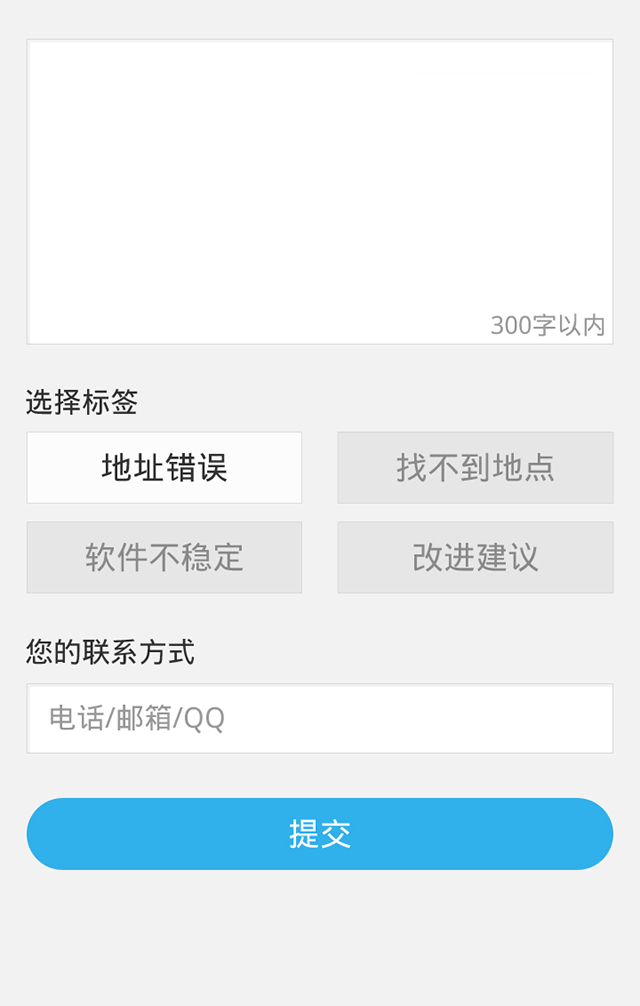 300字以内
选择标签
地址错误
找不到地点
软件不稳定
改进建议
您的联系方式
电话/邮箱/QQ
提交